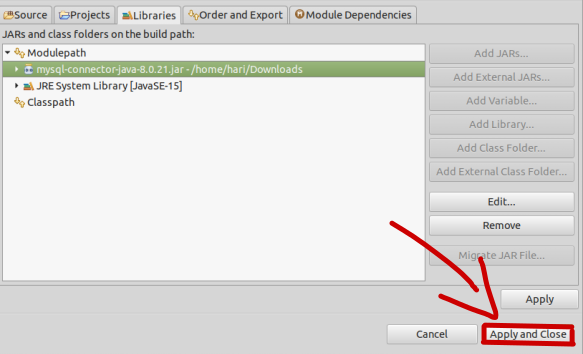 Source Projects Libraries Order and Export Module Dependencies
JARs and class folders on the build path:
Modulepath
mysql-connector-java-8.0.21.jar - /home/hari/Downloads
JRE System Library [JavaSE-15]
Classpath
Add JARs...
Add External JARs...
Add Variable...
Add Library...
Add Class Folder...
Add External Class Folder...
Edit...
Remove
Migrate JAR File...
Apply
Cancel Apply and Close